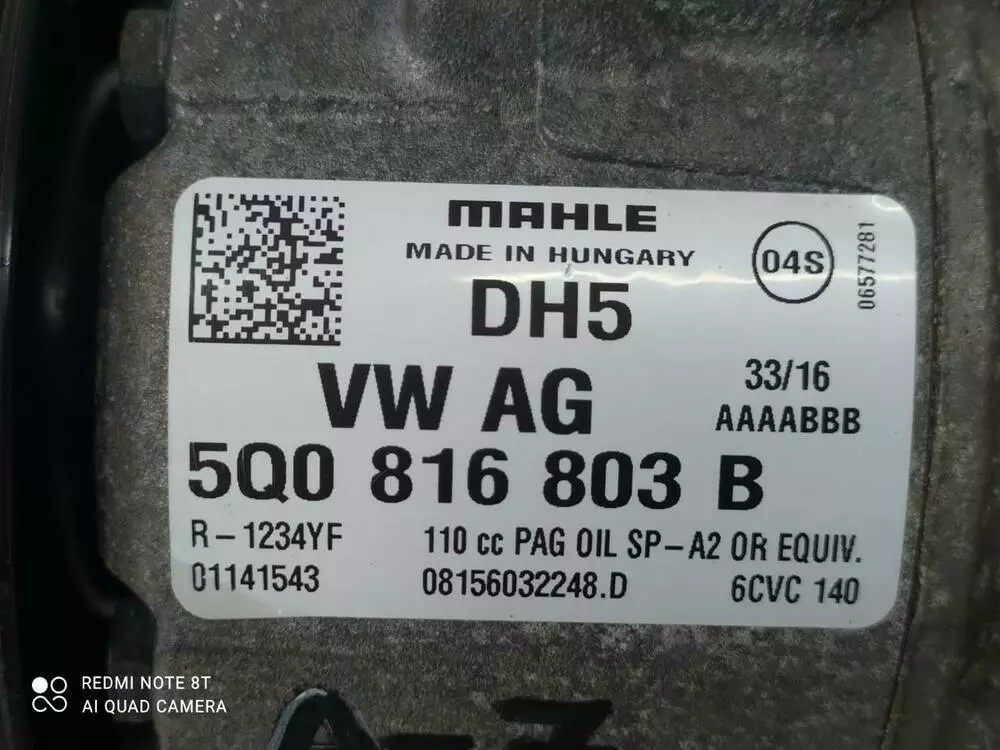 MAHLE
MADE IN HUNGARY
04S
06577281
DH5
VW AG
33/16
AAAABBB
5Q0 816 803 B
R-1234YF
110 cc PAG OIL SP-A2 OR EQUIV.
01141543
08156032248.D
6CVC 140
REDMI NOTE 8T
AI QUAD CAMERA